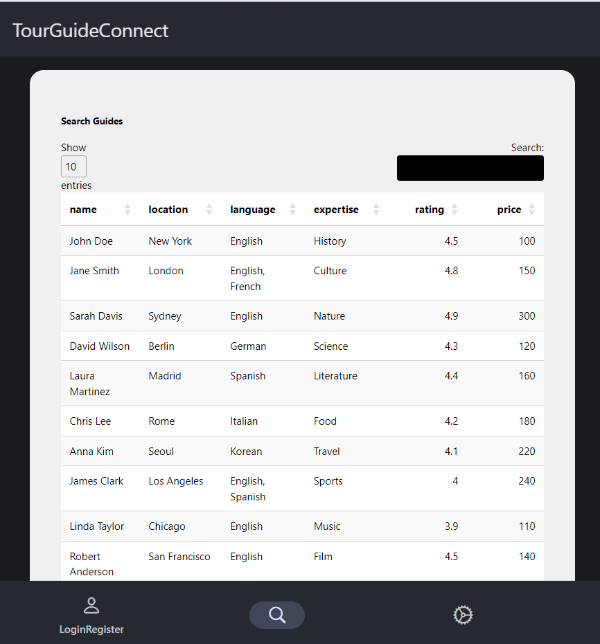 TourGuideConnect
Search Guides
Show
10
entries
Search:
name location language expertise rating price
John Doe New York English History 4.5 100
Jane Smith London English, Culture 4.8 150
French
Sarah Davis Sydney English Nature 4.9 300
David Wilson Berlin German Science 4.3 120
Laura Madrid Spanish Literature 4.4 160
Martinez
Chris Lee Rome Italian Food 4.2 180
Anna Kim Seoul Korean Travel 4.1 220
James Clark Los Angeles English, Sports 4 240
Spanish
Linda Taylor Chicago English Music 3.9 110
Robert San Francisco English Film 4.5 140
Anderson
LoginRegister